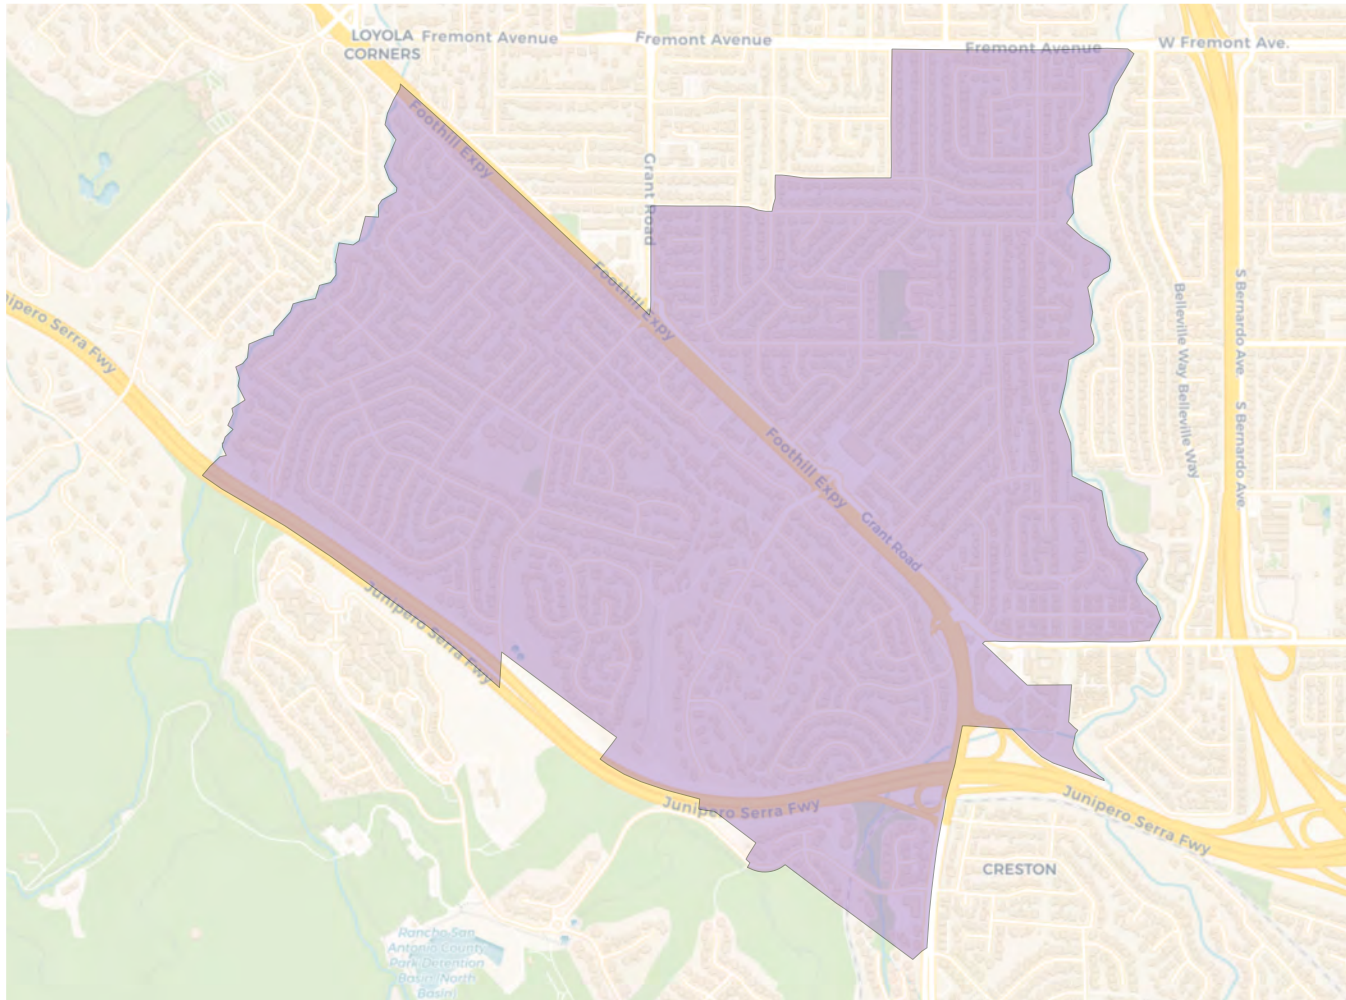 LOYOLA
CORNERS
Fremont Avenue
Fremont Avenue
Fremont Avenue
W Fremont Ave.
Foothill Expy
Grant Road
Foothill Expy
nipero Serra Fwy
Belleville Way
Belleville Way
S Bernardo Ave.
S Bernardo Ave.
Foothill Expy
Grant Road
Junipero Serra Fwy
Junipero Serra Fwy
Junipero Serra Fwy
CRESTON
Rancho San
Antonio County
Park Detention
Basin (North
Basin)